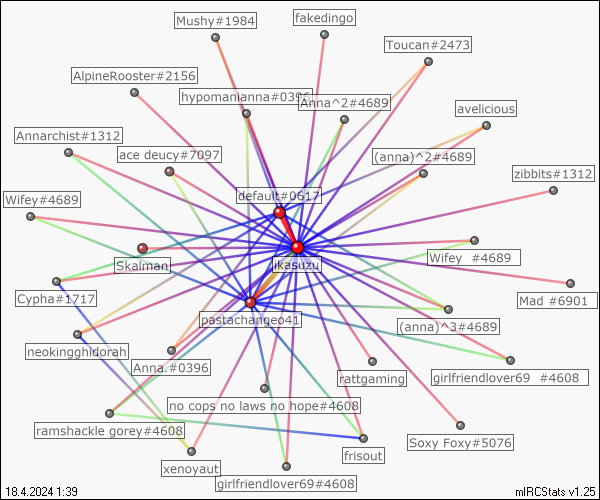 Mushy#1984
fakedingo
Toucan#2473
AlpineRooster#2156
hypomanianna#0396
Anna^2#4689
avelicious
Annarchist#1312
ace deucy#7097
(anna)^2#4689
zibbits#1312
default#0617
Wifey#4689
Skalman
jkasuzu
Wifey #4689
Cypha#1717
Mad #6901
pastachangeo41
(anna)^3#4689
neokingghidorah
Anna.#0396
rattgaming
girlfriendlover69 #4608
no cops no laws no hope#4608
ramshackle gorey#4608
Soxy Foxy#5076
frisout
xenoyaut
girlfriendlover69#4608
18.4.2024 1:39
mIRCStats v1.25